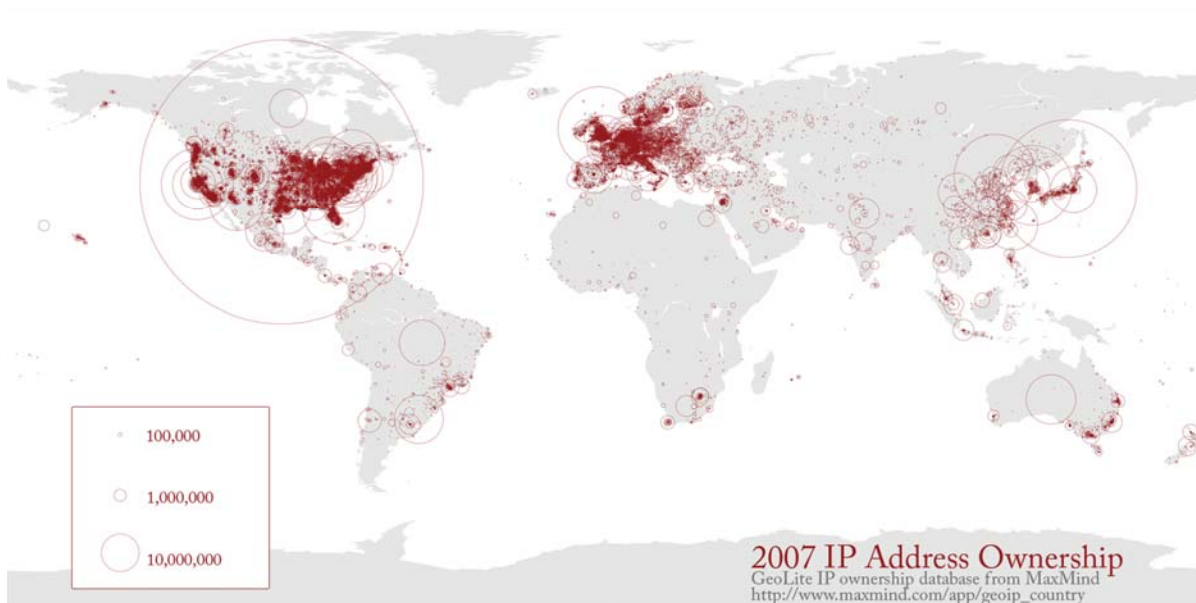 100,000
1,000,000
10,000,000
2007 IP Address Ownership
GeoLite IP ownership database from MaxMind
http://www.maxmind.com/app/geoip_country